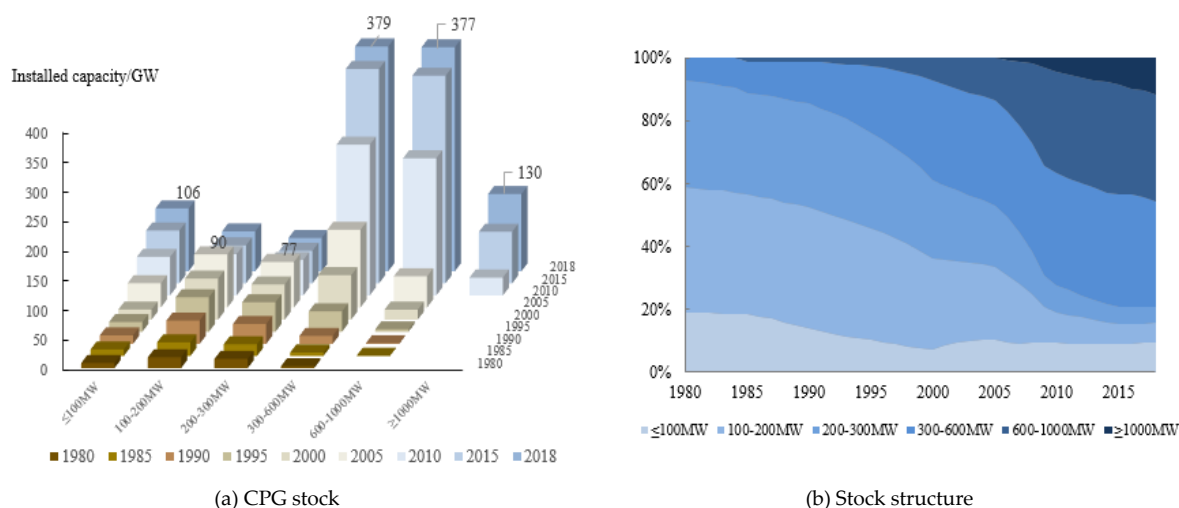 379
377
Installed capacity/GW
400
350
300
250
200
150
100
50
0
106
90
77
130
2018
2015
2010
2005
2000
1995
1990
1985
1980
≤100MW
100-200MW
200-300MW
300-600MW
600-1000MW
≥1000MW
1980 1985 1990 1995 2000 2005 2010 2015 2018
(a) CPG stock
100%
80%
60%
40%
20%
0%
1980 1985 1990 1995 2000 2005 2010 2015
≤100MW 100-200MW 200-300MW 300-600MW 600-1000MW ≥1000MW
(b) Stock structure